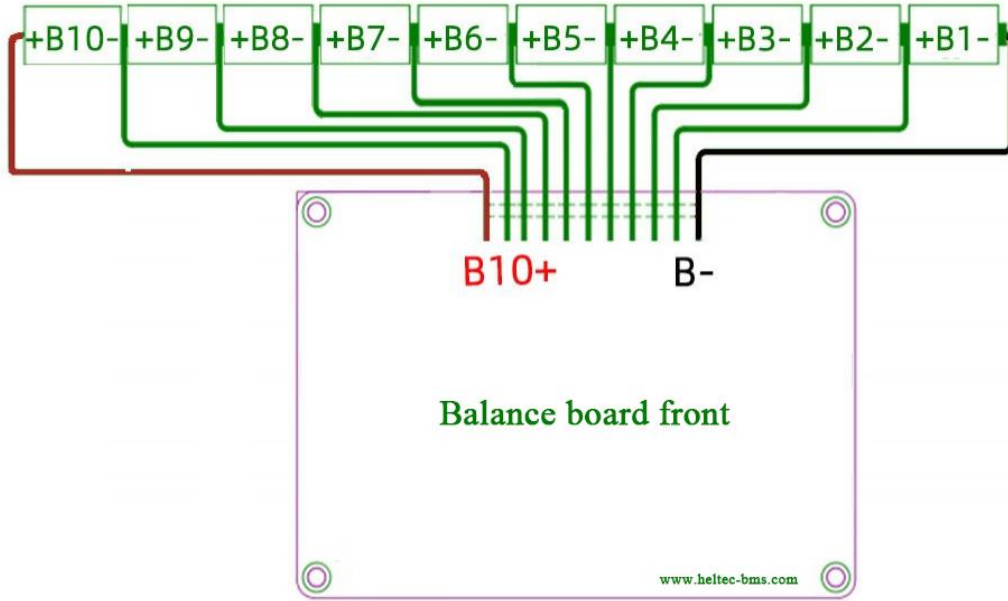 +B10- +B9- +B8- +B7- +B6- +B5- +B4- +B3- +B2- +B1-
B10+ B-
Balance board front
www.heltec-bms.com